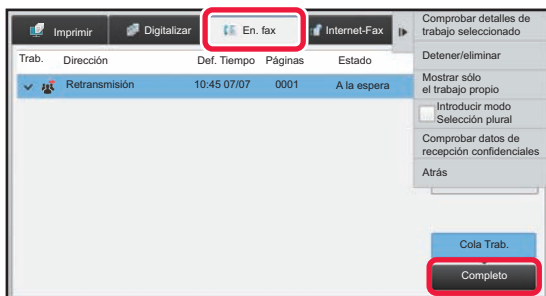 Imprimir
Digitalizar
En. fax
Internet-Fax
Trab.
Dirección
Def. Tiempo
Páginas
Estado
Retransmisión
10:45 07/07
0001
A la espera
Comprobar detalles de
trabajo seleccionado
Detener/eliminar
Mostrar sólo
el trabajo propio
Introducir modo
Selección plural
Comprobar datos de
recepción confidenciales
Atrás
Cola Trab.
Completo